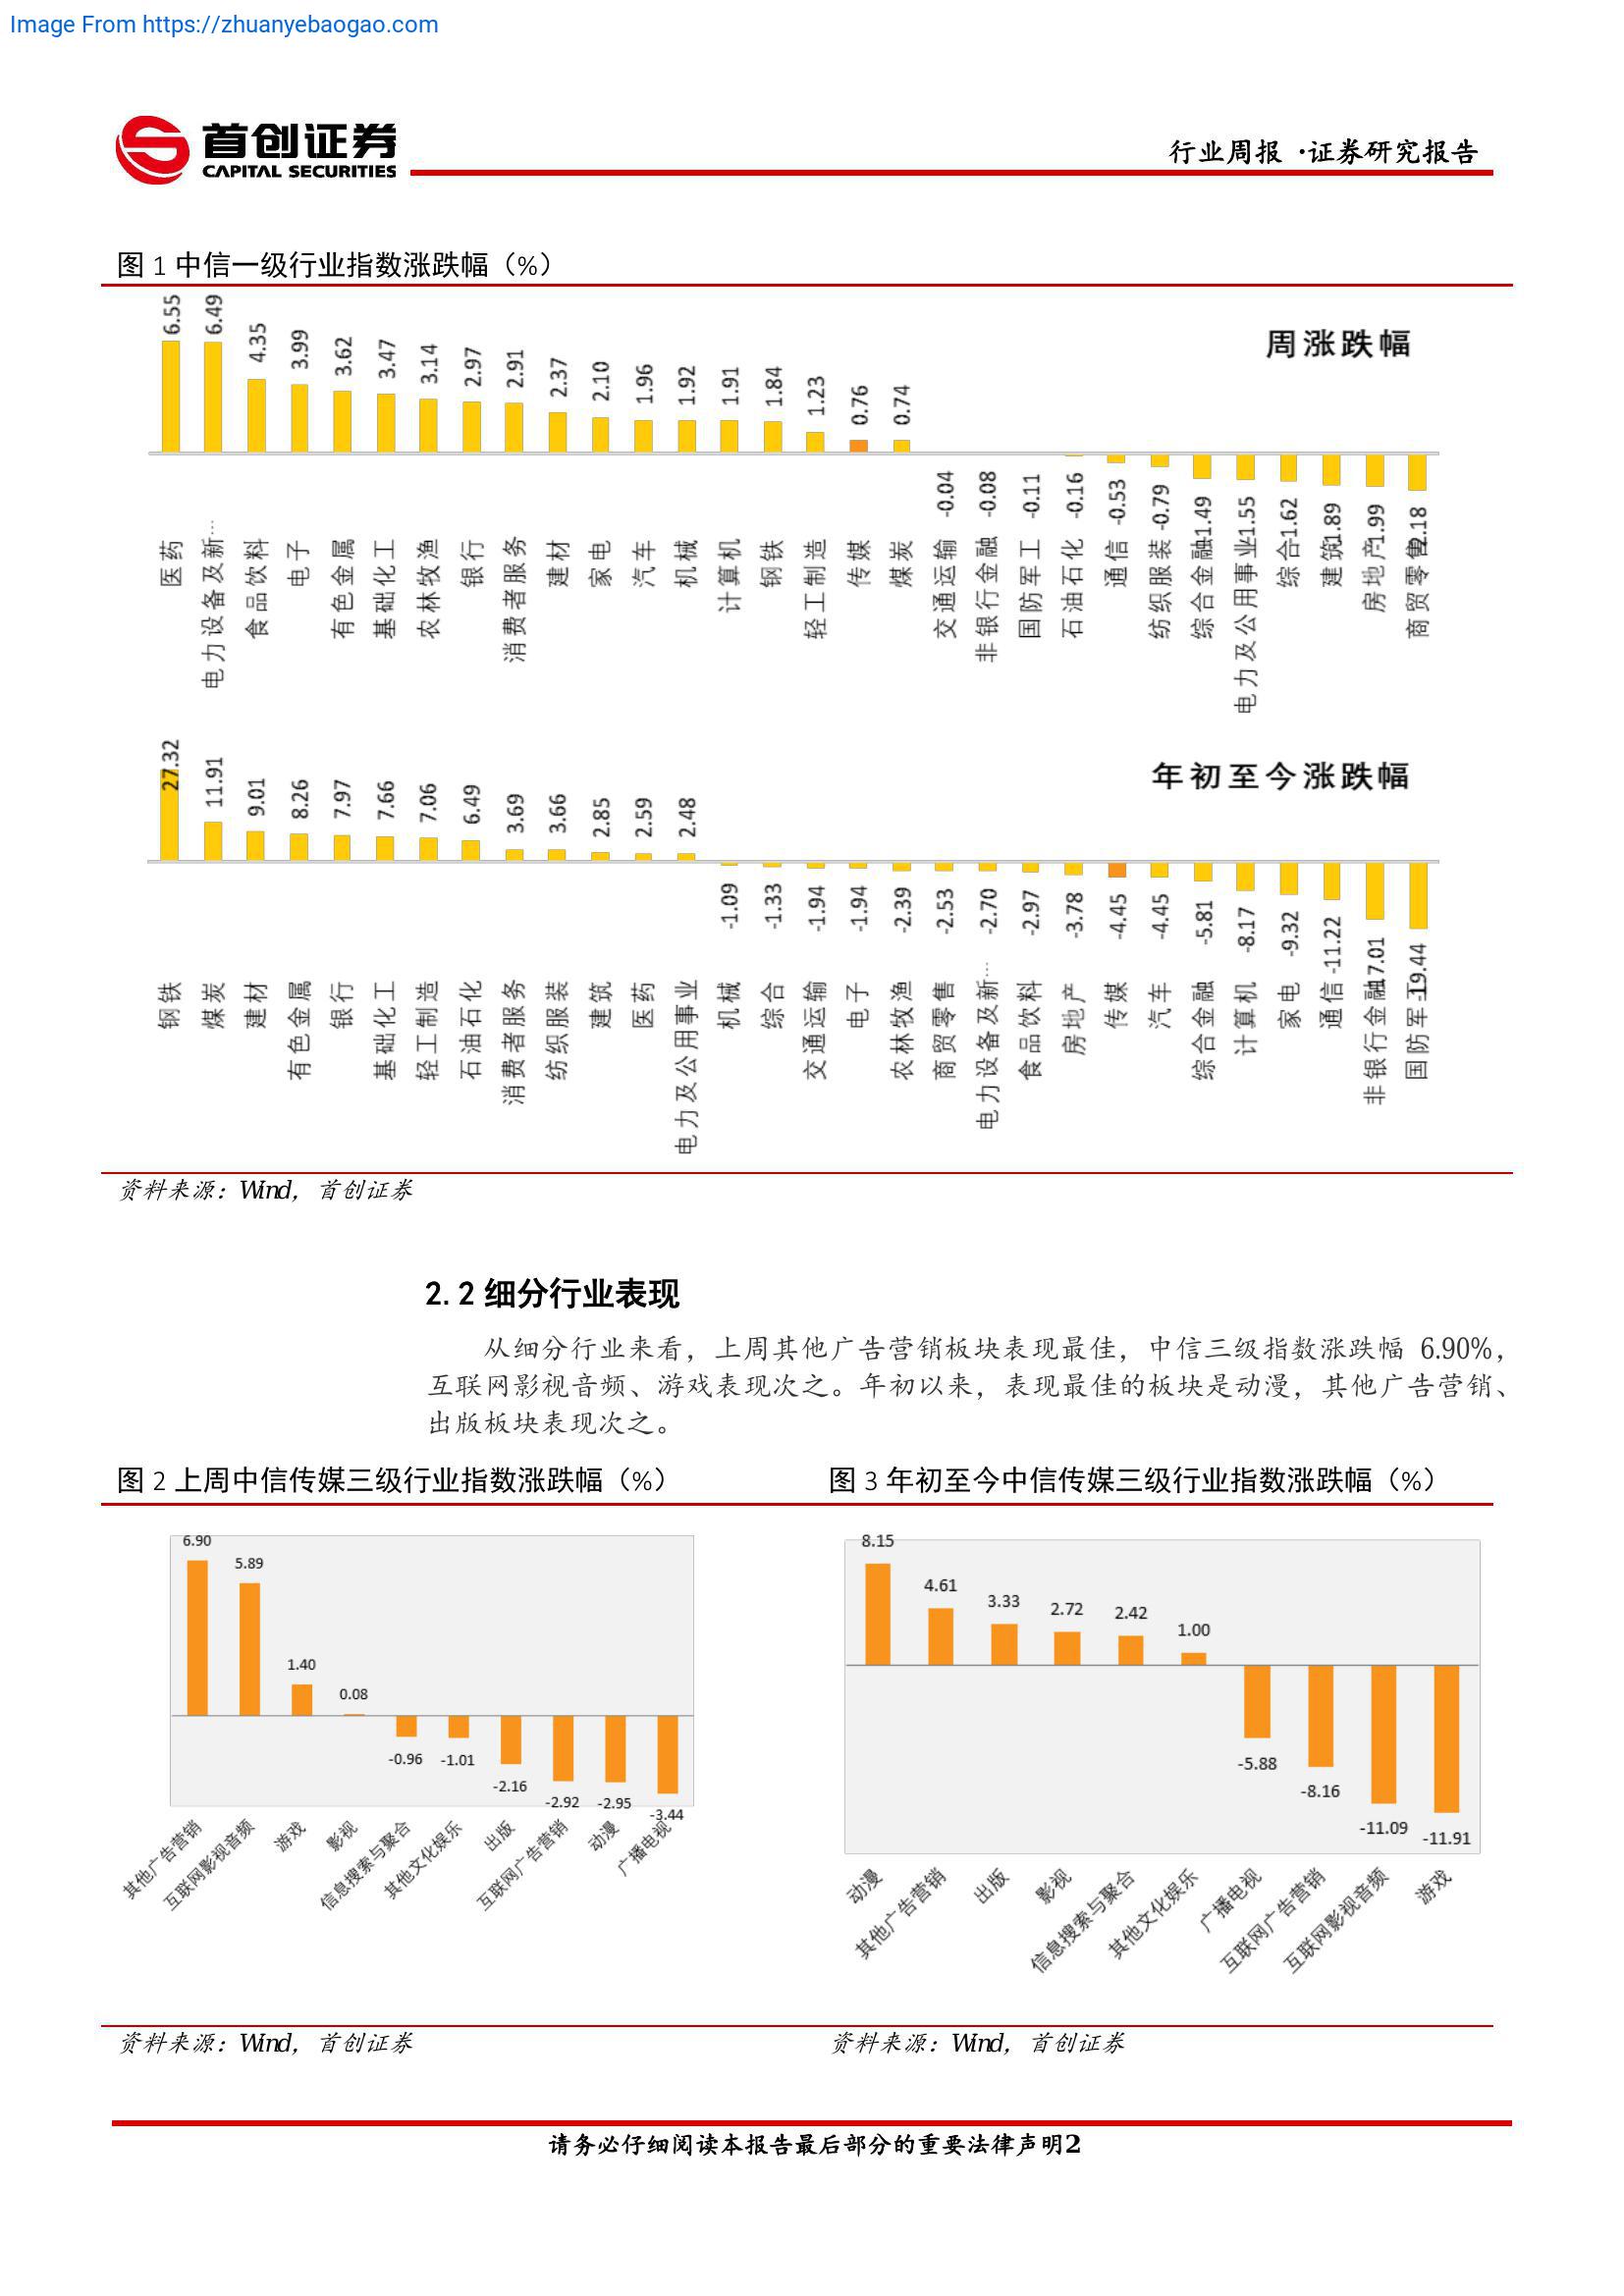 Image From https://zhuanyebaogao.com
首创证券
CAPITAL SECURITIES
行业周报 ·证券研究报告
图 1 中信一级行业指数涨跌幅（%）
周涨跌幅
6.55 6.49 4.35 3.99 3.62 3.47 3.14 2.97 2.91 2.37 2.10 1.96 1.92 1.91 1.84 1.23 0.76 0.74 -0.04 -0.08 -0.11 -0.16 -0.53 -0.79 -1.49 -1.55 -1.62 -1.89 -1.99 -2.18
医药 电力设备及新… 食品饮料 电子 有色金属 基础化工 农林牧渔 银行 消费者服务 建材 家电 汽车 机械 计算机 钢铁 轻工制造 传媒 煤炭 交通运输 非银行金融 国防军工 石油石化 通信 纺织服装 综合金融 电力及公用事业 综合 建筑 房地产 商贸零售
年初至今涨跌幅
27.32 11.91 9.01 8.26 7.97 7.66 7.06 6.49 3.69 3.66 2.85 2.59 2.48 -1.09 -1.33 -1.94 -1.94 -2.39 -2.53 -2.70 -2.97 -3.78 -4.45 -4.45 -5.81 -8.17 -9.32 -11.22 -17.01 -19.44
钢铁 煤炭 建材 有色金属 银行 基础化工 轻工制造 石油石化 消费者服务 纺织服装 建筑 医药 电力及公用事业 机械 综合 交通运输 电子 农林牧渔 商贸零售 电力设备及新… 食品饮料 房地产 传媒 汽车 综合金融 计算机 家电 通信 非银行金融 国防军工
资料来源：Wind，首创证券
2.2 细分行业表现
从细分行业来看，上周其他广告营销板块表现最佳，中信三级指数涨跌幅 6.90%，
互联网影视音频、游戏表现次之。年初以来，表现最佳的板块是动漫，其他广告营销、
出版板块表现次之。
图 2 上周中信传媒三级行业指数涨跌幅（%）
6.90 5.89 1.40 0.08 -0.96 -1.01 -2.16 -2.92 -2.95 -3.44
其他广告营销 互联网影视音频 游戏 影视 信息搜索与聚合 其他文化娱乐 出版 互联网广告营销 动漫 广播电视
资料来源：Wind，首创证券
图 3 年初至今中信传媒三级行业指数涨跌幅（%）
8.15 4.61 3.33 2.72 2.42 1.00 -5.88 -8.16 -11.09 -11.91
动漫 其他广告营销 出版 影视 信息搜索与聚合 其他文化娱乐 广播电视 互联网广告营销 互联网影视音频 游戏
资料来源：Wind，首创证券
请务必仔细阅读本报告最后部分的重要法律声明2